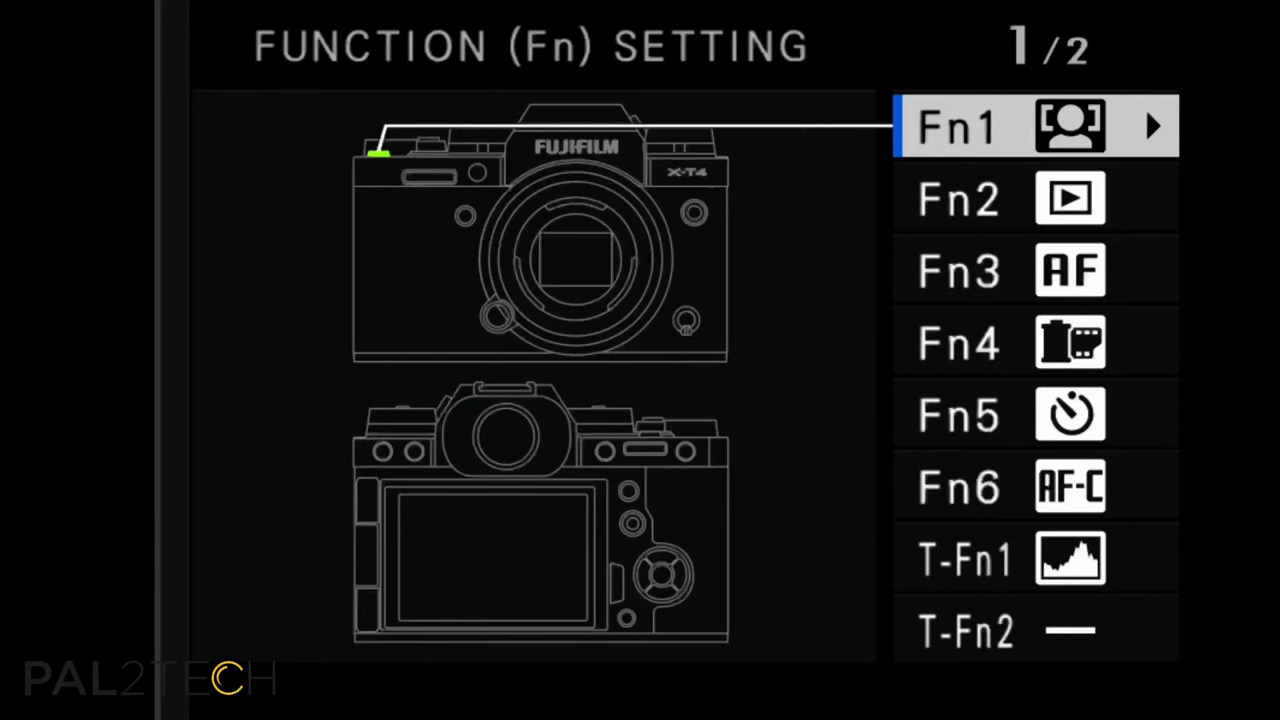 FUNCTION (Fn) SETTING 1/2
FUJIFILM
X-T4
Fn1
Fn2
Fn3 AF
Fn4
Fn5
Fn6 AF-C
T-Fn1
T-Fn2 —
PAL2TECH